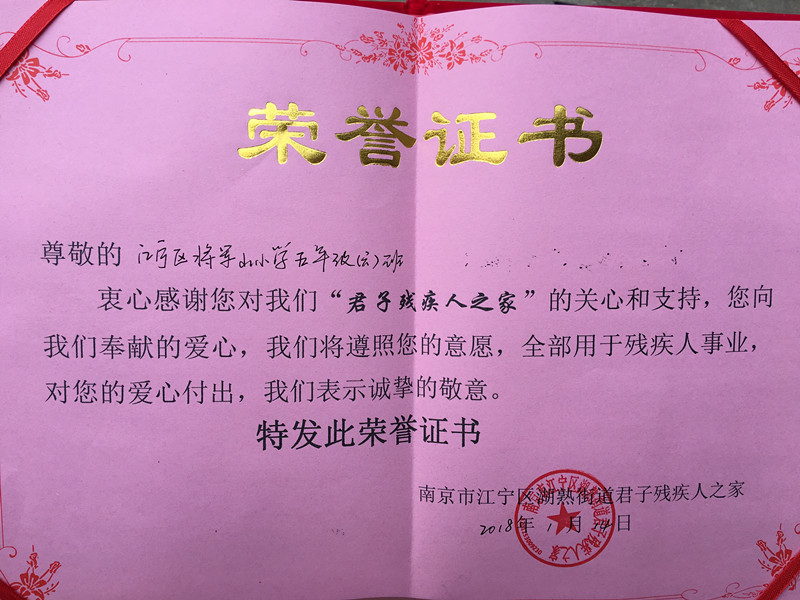 荣誉证书
尊敬的 江宁区将军山小学五年级(3)班
衷心感谢您对我们“君子残疾人之家”的关心和支持，您向
我们奉献的爱心，我们将遵照您的意愿，全部用于残疾人事业，
对您的爱心付出，我们表示诚挚的敬意。
特发此荣誉证书
南京市江宁区湖熟街道君子残疾人之家
2018年1月24日